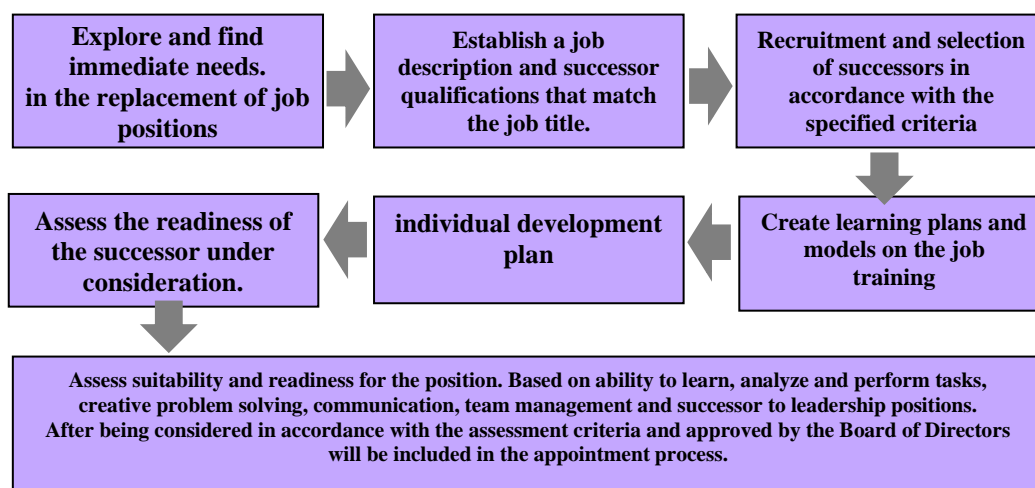 Explore and find
immediate needs.
in the replacement of job
positions
Establish a job
description and successor
qualifications that match
the job title.
Recruitment and selection
of successors in
accordance with the
specified criteria
Create learning plans and
models on the job
training
individual development
plan
Assess the readiness of
the successor under
consideration.
Assess suitability and readiness for the position. Based on ability to learn, analyze and perform tasks,
creative problem solving, communication, team management and successor to leadership positions.
After being considered in accordance with the assessment criteria and approved by the Board of Directors
will be included in the appointment process.